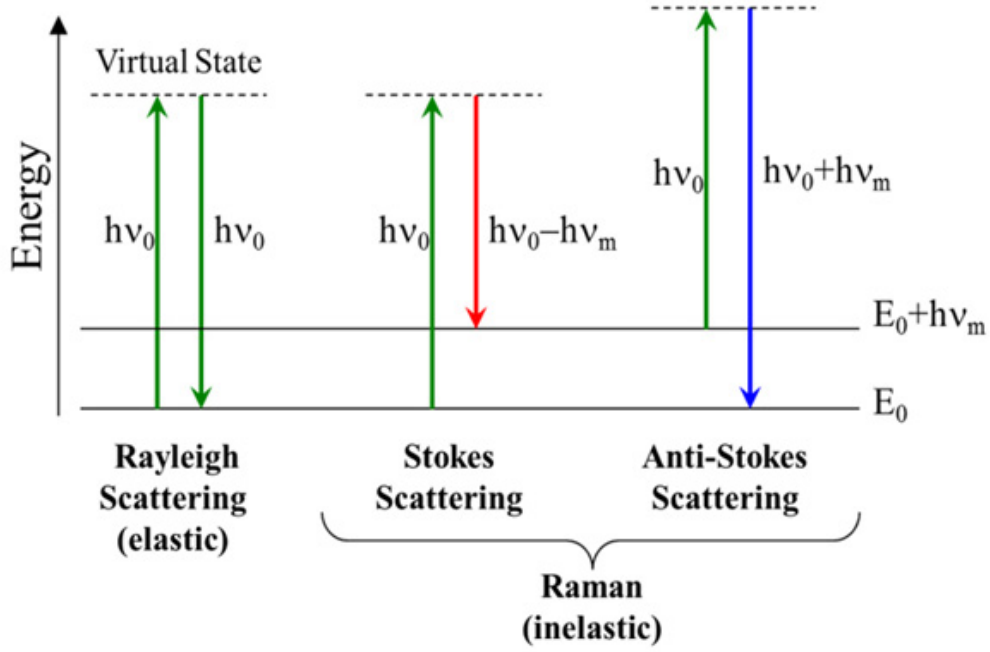 Energy
Virtual State
hν₀
hν₀
hν₀
hν₀−hνₘ
hν₀
hν₀+hνₘ
E₀+hνₘ
E₀
Rayleigh
Scattering
(elastic)
Stokes
Scattering
Anti-Stokes
Scattering
Raman
(inelastic)